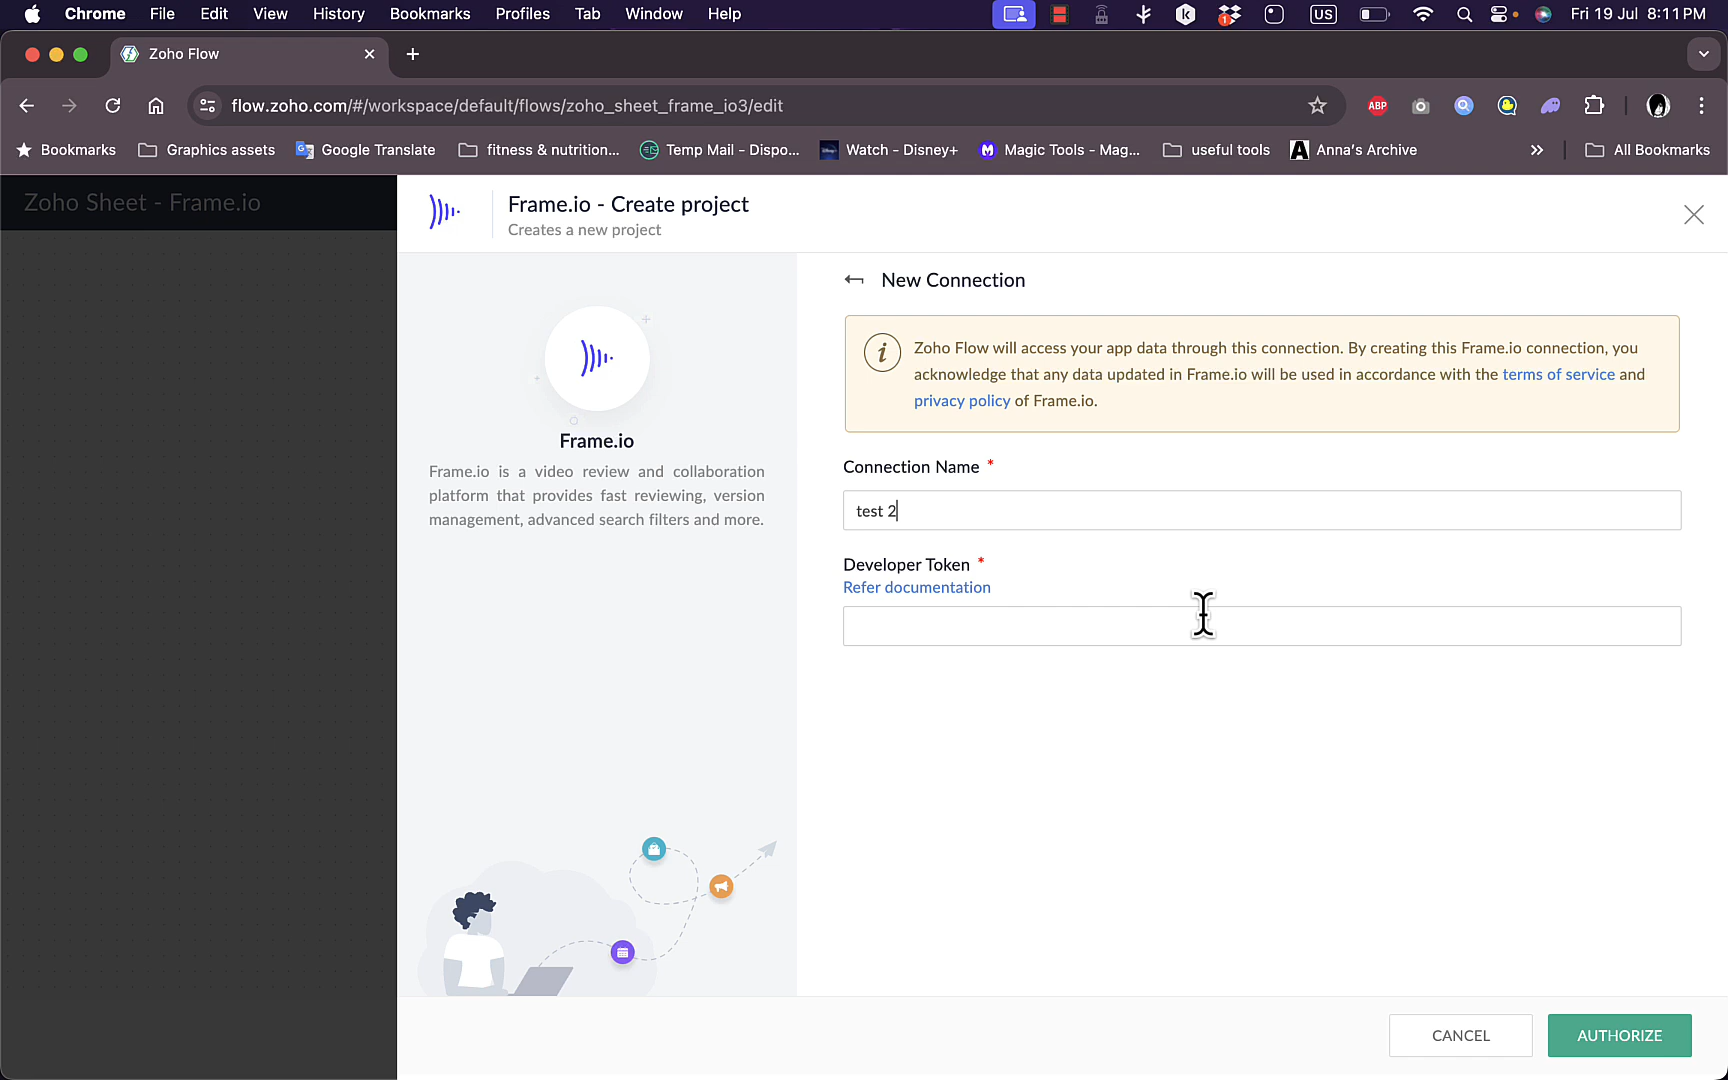 Chrome File Edit View History Bookmarks Profiles Tab Window Help US Fri 19 Jul 8:11 PM
Zoho Flow
flow.zoho.com/#/workspace/default/flows/zoho_sheet_frame_io3/edit ABP
Bookmarks Graphics assets Google Translate fitness & nutrition... Temp Mail - Dispo... Watch - Disney+ Magic Tools - Mag... useful tools Anna's Archive All Bookmarks
Zoho Sheet - Frame.io
Frame.io - Create project
Creates a new project
New Connection
Zoho Flow will access your app data through this connection. By creating this Frame.io connection, you
acknowledge that any data updated in Frame.io will be used in accordance with the terms of service and
privacy policy of Frame.io.
Frame.io
Frame.io is a video review and collaboration
platform that provides fast reviewing, version
management, advanced search filters and more.
Connection Name *
test 2
Developer Token *
Refer documentation
CANCEL AUTHORIZE